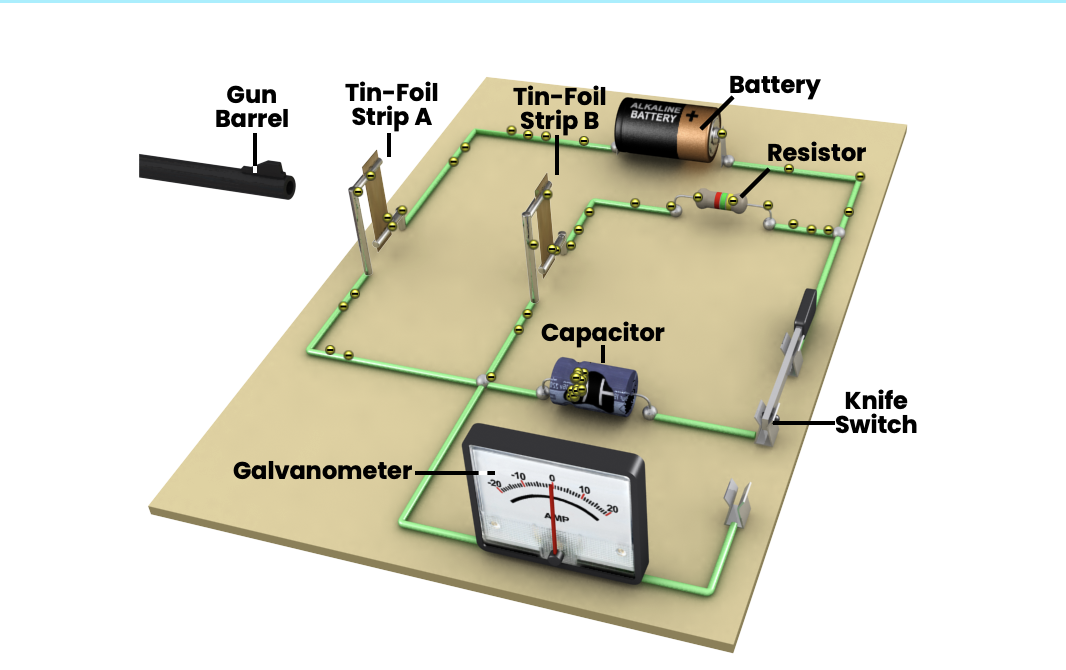 Gun
Barrel
Tin-Foil
Strip A
Tin-Foil
Strip B
Battery
ALKALINE
BATTERY
+
Resistor
Capacitor
Knife
Switch
Galvanometer
-20 -10 0 10 20
AMP